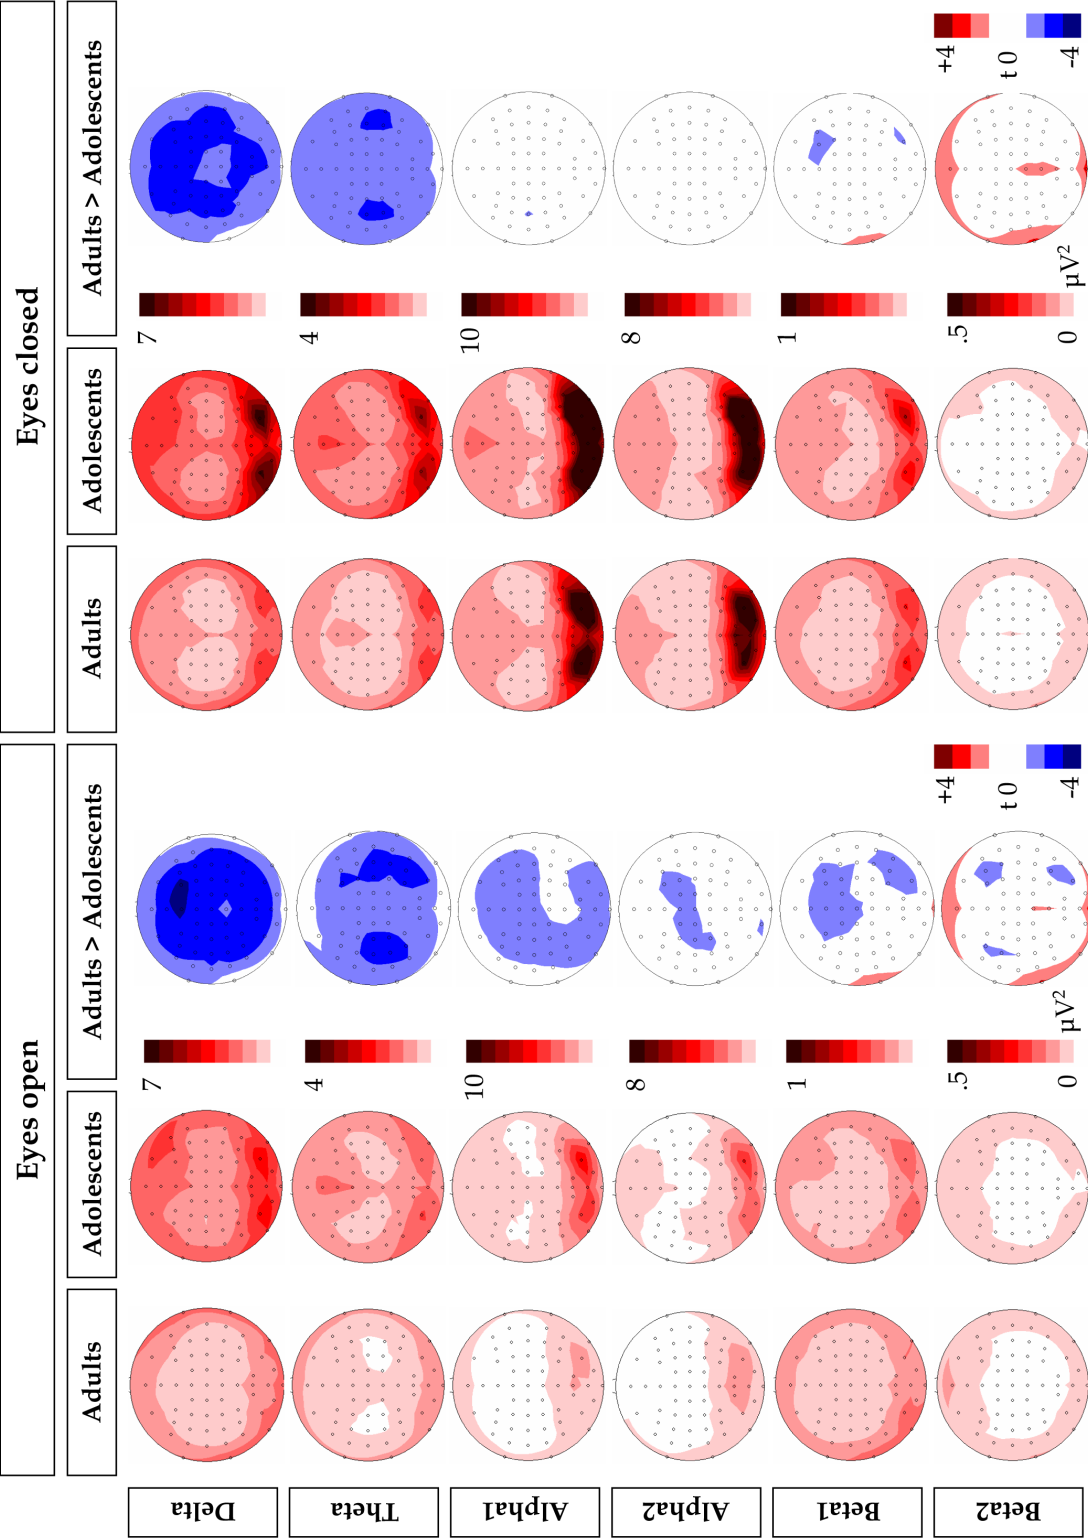 Eyes open
Eyes closed
Adults
Adolescents
Adults > Adolescents
Adults
Adolescents
Adults > Adolescents
Delta
7
7
Theta
4
4
Alpha1
10
10
Alpha2
8
8
Beta1
1
1
Beta2
.5
0
µV²
+4
t 0
-4
.5
0
µV²
+4
t 0
-4